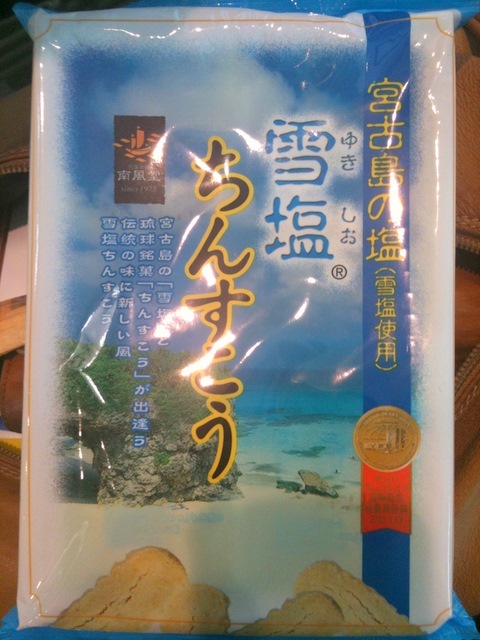 宮古島の塩(雪塩使用)
雪塩®
ゆき しお
ちんすこう
南風堂
since 1972
宮古島の「雪塩」と
琉球銘菓「ちんすこう」が出逢う
伝統の味に新しい風
雪塩ちんすこう